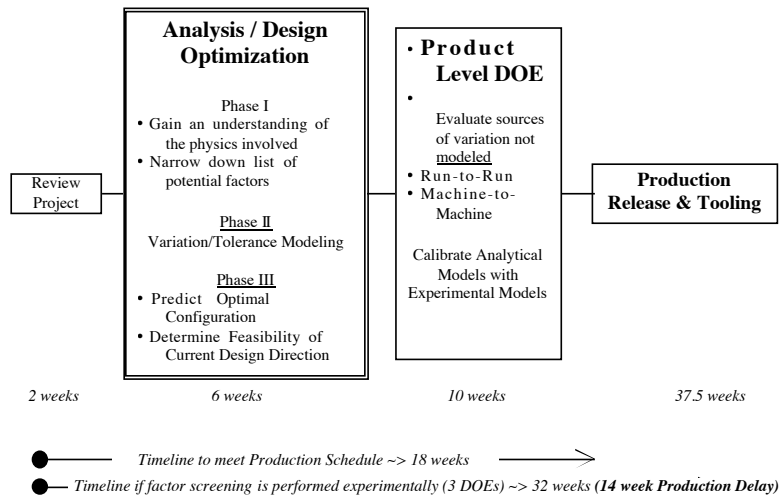 Analysis / Design
Optimization
Phase I
• Gain an understanding of
the physics involved
• Narrow down list of
potential factors
Phase II
Variation/Tolerance Modeling
Phase III
• Predict Optimal
Configuration
• Determine Feasibility of
Current Design Direction
Review
Project
• Product
Level DOE
•
Evaluate sources
of variation not
modeled
• Run-to-Run
• Machine-to-
Machine
Calibrate Analytical
Models with
Experimental Models
Production
Release & Tooling
2 weeks
6 weeks
10 weeks
37.5 weeks
Timeline to meet Production Schedule ~> 18 weeks
Timeline if factor screening is performed experimentally (3 DOEs) ~> 32 weeks (14 week Production Delay)